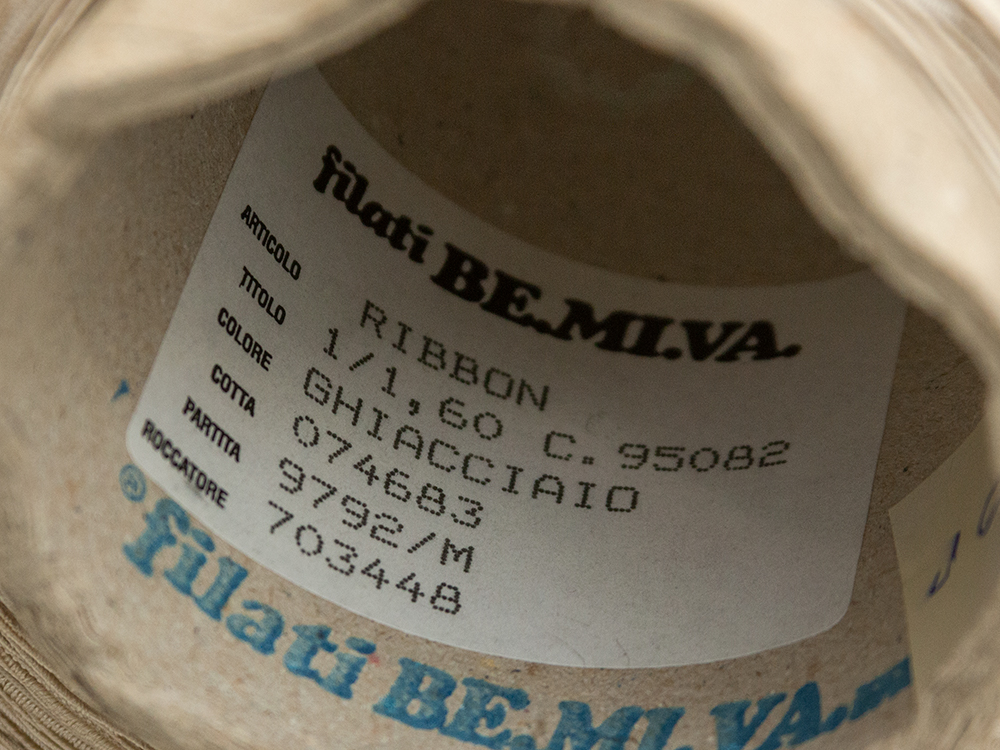 filati BE.MI.VA.
ARTICOLO RIBBON
TITOLO 1/1,60 C. 95082
COLORE GHIACCIAIO
COTTA 074683
PARTITA 9792/M
ROCCATORE 703448
® filati BE.MI.VA.